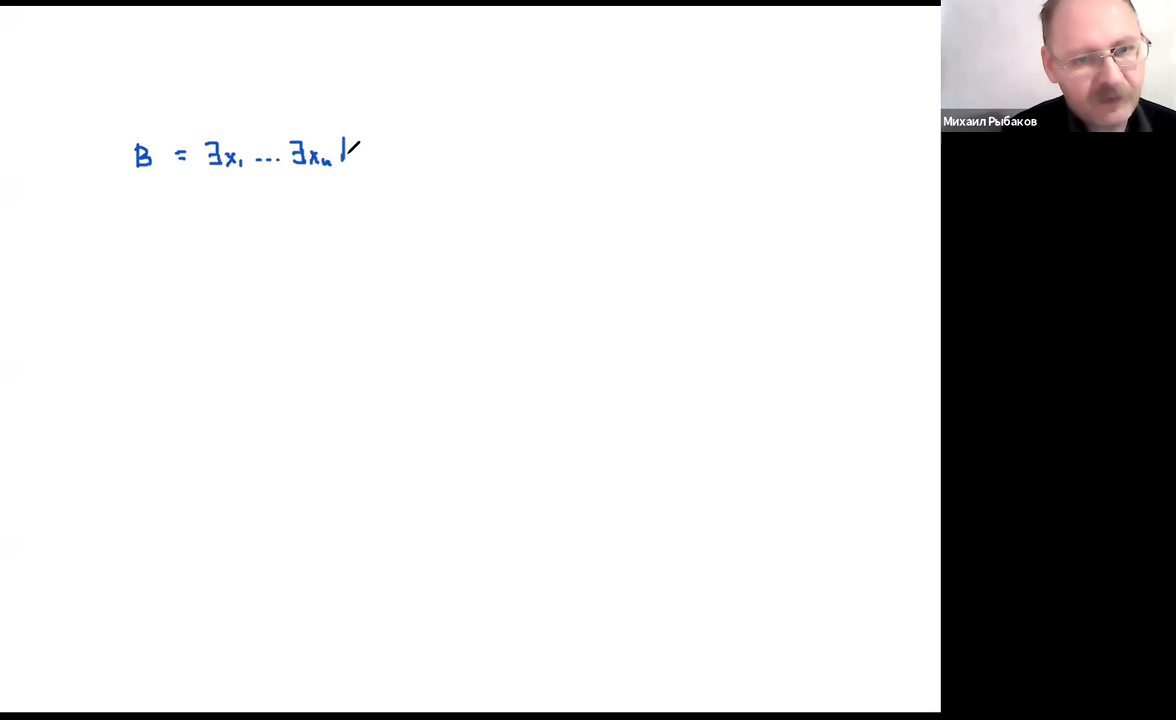 Михаил Рыбаков
B = ∃x₁ ... ∃xₙ